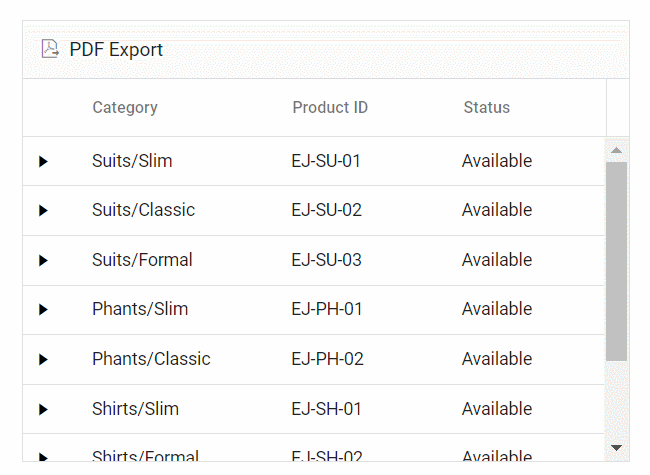 PDF Export
Category Product ID Status
Suits/Slim EJ-SU-01 Available
Suits/Classic EJ-SU-02 Available
Suits/Formal EJ-SU-03 Available
Phants/Slim EJ-PH-01 Available
Phants/Classic EJ-PH-02 Available
Shirts/Slim EJ-SH-01 Available
Shirts/Formal EJ-SH-02 Available